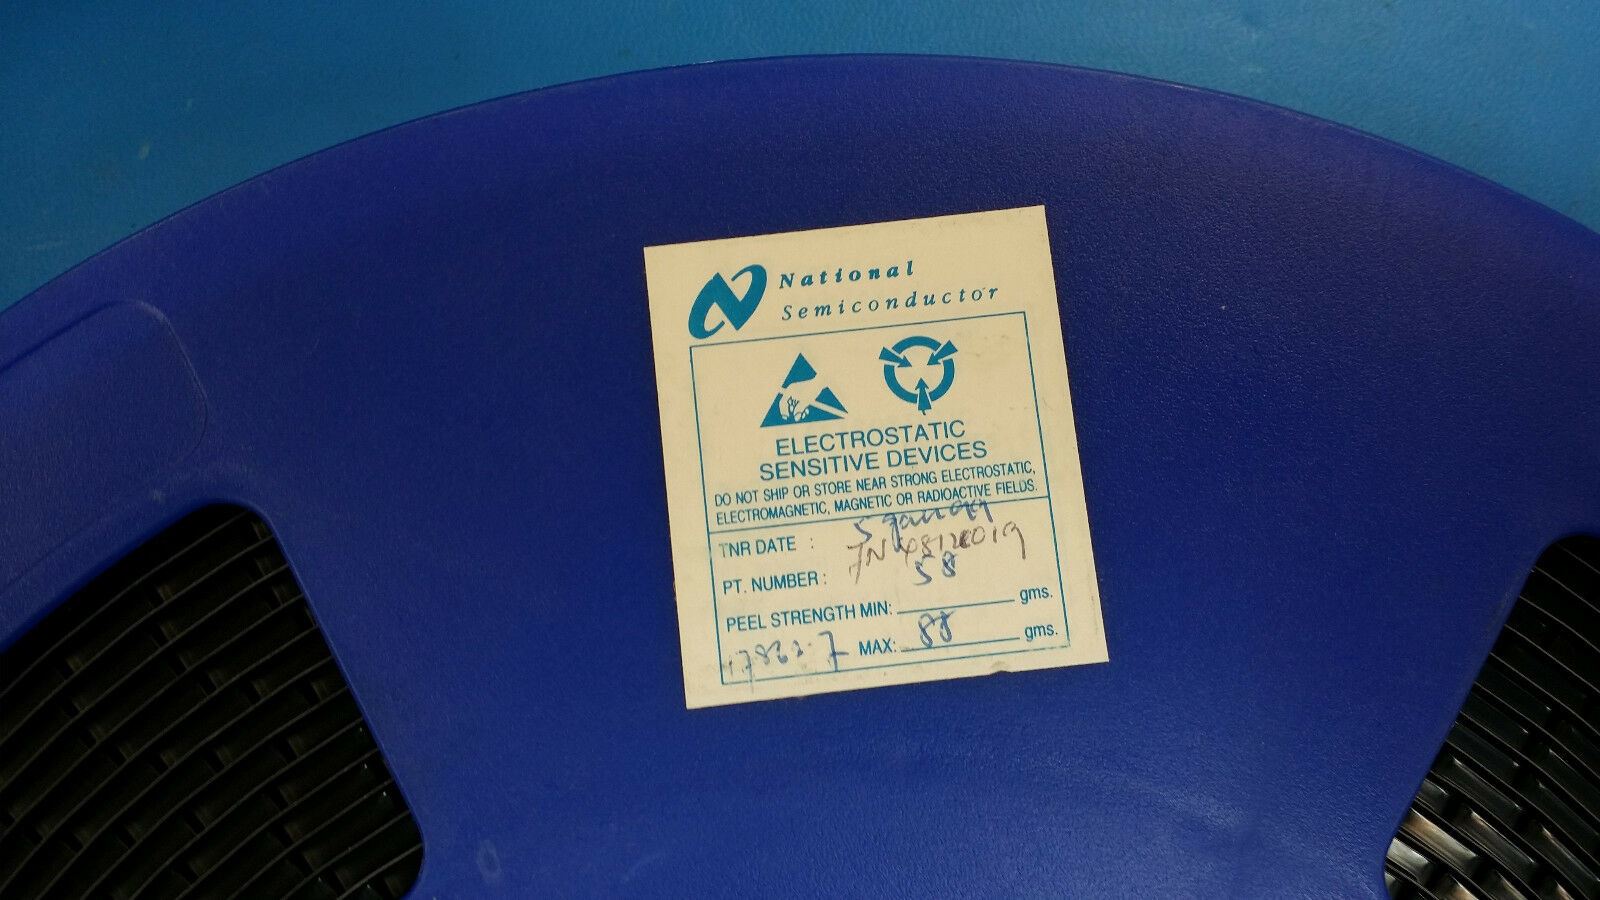 National
Semiconductor
ELECTROSTATIC
SENSITIVE DEVICES
DO NOT SHIP OR STORE NEAR STRONG ELECTROSTATIC,
ELECTROMAGNETIC, MAGNETIC OR RADIOACTIVE FIELDS.
TNR DATE :
PT. NUMBER :
58
PEEL STRENGTH MIN: gms.
MAX: 88 gms.